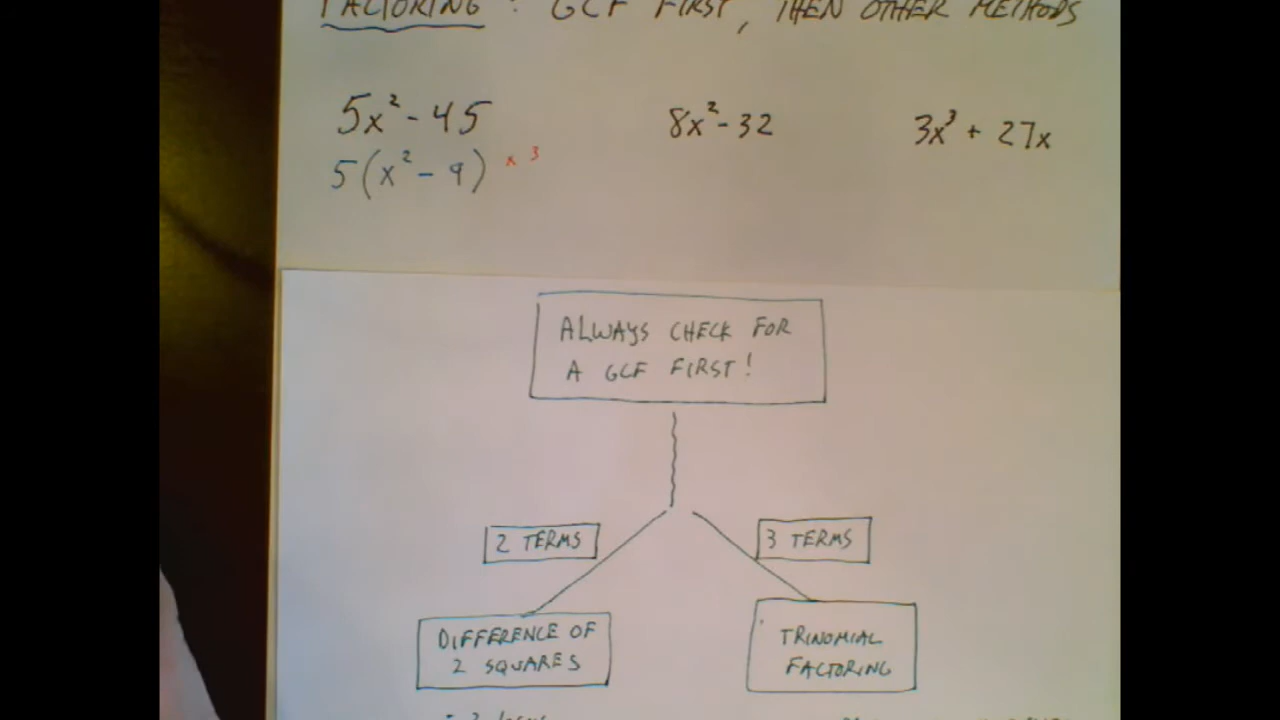 FACTORING : GCF FIRST, THEN OTHER METHODS
5x² - 45
8x² - 32
3x³ + 27x
5(x² - 9) x 3
ALWAYS CHECK FOR
A GCF FIRST!
2 TERMS
3 TERMS
DIFFERENCE OF
2 SQUARES
TRINOMIAL
FACTORING